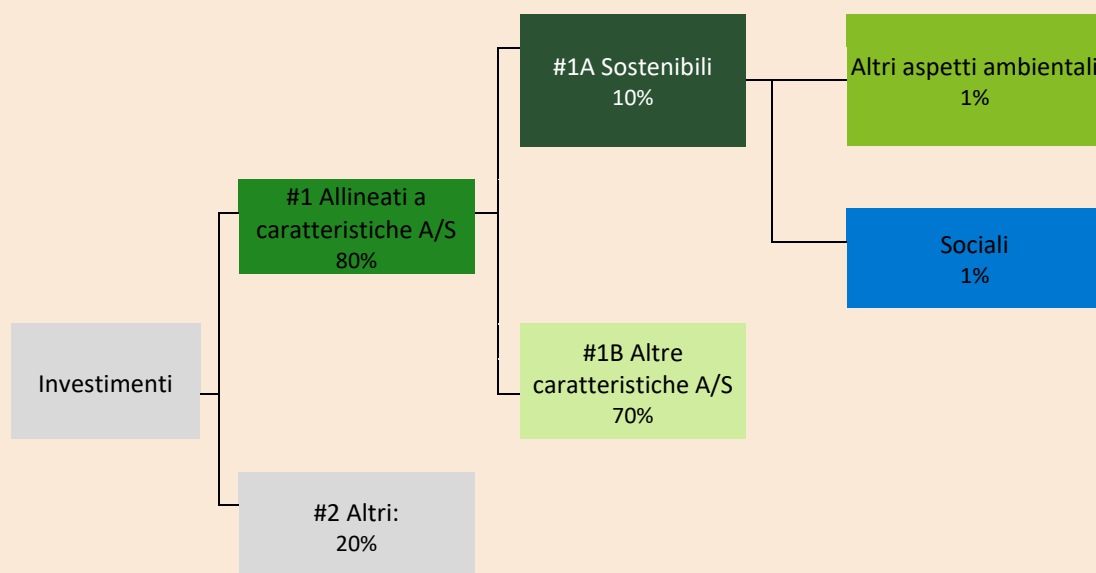 #1A Sostenibili
10%
Altri aspetti ambientali
1%
#1 Allineati a
caratteristiche A/S
80%
Sociali
1%
Investimenti
#1B Altre
caratteristiche A/S
70%
#2 Altri:
20%